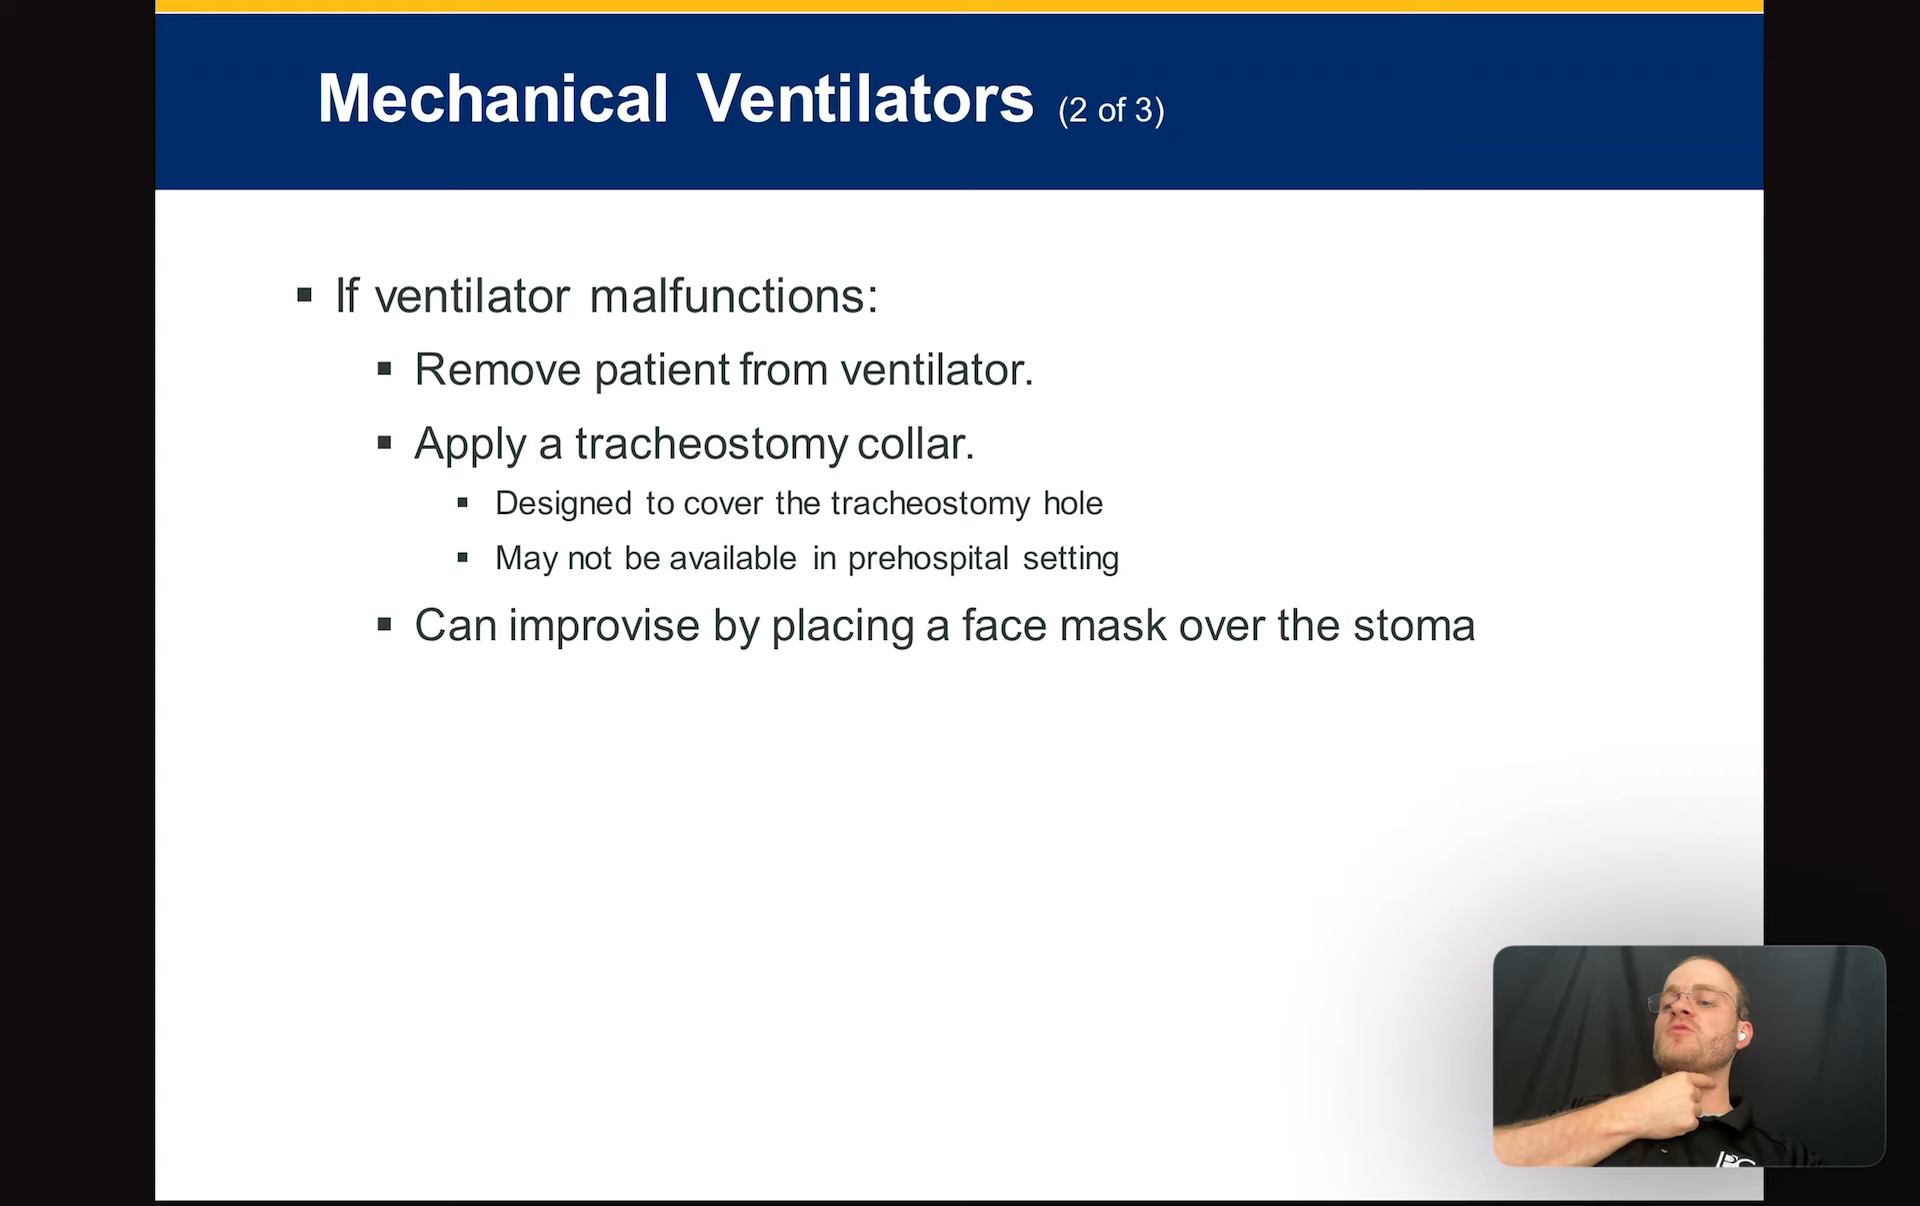 Mechanical Ventilators (2 of 3)
▪ If ventilator malfunctions:
▪ Remove patient from ventilator.
▪ Apply a tracheostomy collar.
▪ Designed to cover the tracheostomy hole
▪ May not be available in prehospital setting
▪ Can improvise by placing a face mask over the stoma